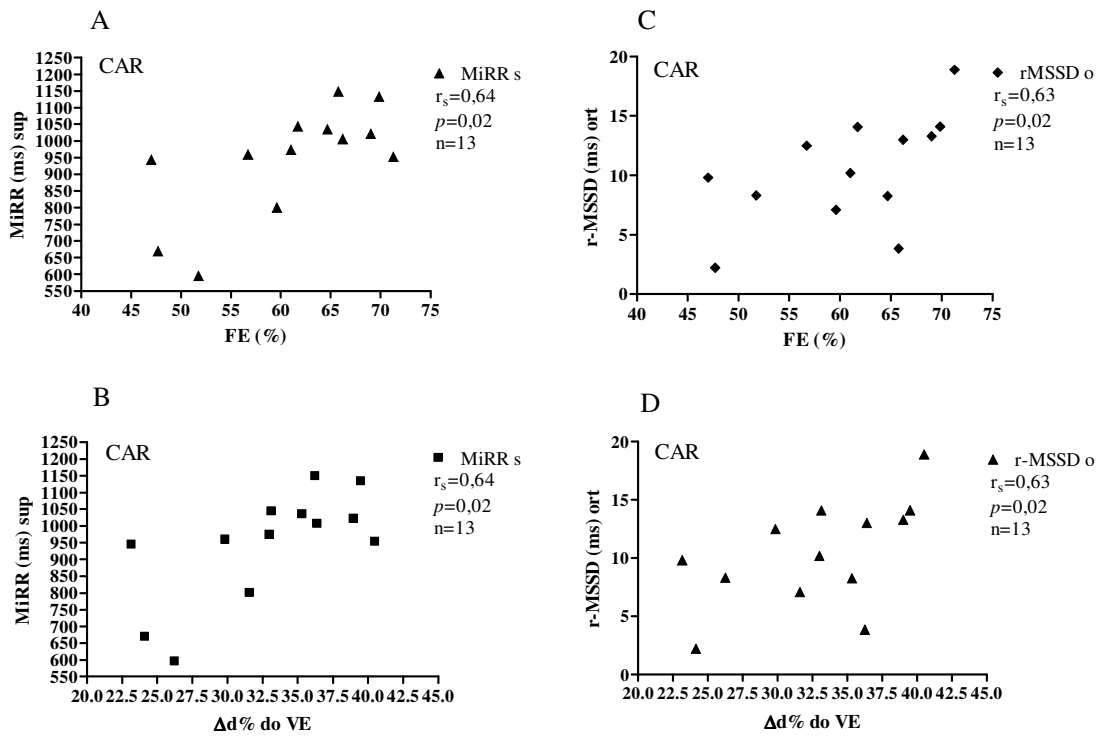 A
CAR
MiRR s
rs=0,64
p=0,02
n=13
MiRR (ms) sup
1250
1200
1150
1100
1050
1000
950
900
850
800
750
700
650
600
550
40 45 50 55 60 65 70 75
FE (%)
C
CAR
rMSSD o
rs=0,63
p=0,02
n=13
r-MSSD (ms) ort
20
15
10
5
0
40 45 50 55 60 65 70 75
FE (%)
B
CAR
MiRR s
rs=0,64
p=0,02
n=13
MiRR (ms) sup
1250
1200
1150
1100
1050
1000
950
900
850
800
750
700
650
600
550
20.0 22.5 25.0 27.5 30.0 32.5 35.0 37.5 40.0 42.5 45.0
Δd% do VE
D
CAR
r-MSSD o
rs=0,63
p=0,02
n=13
r-MSSD (ms) ort
20
15
10
5
0
20.0 22.5 25.0 27.5 30.0 32.5 35.0 37.5 40.0 42.5 45.0
Δd% do VE